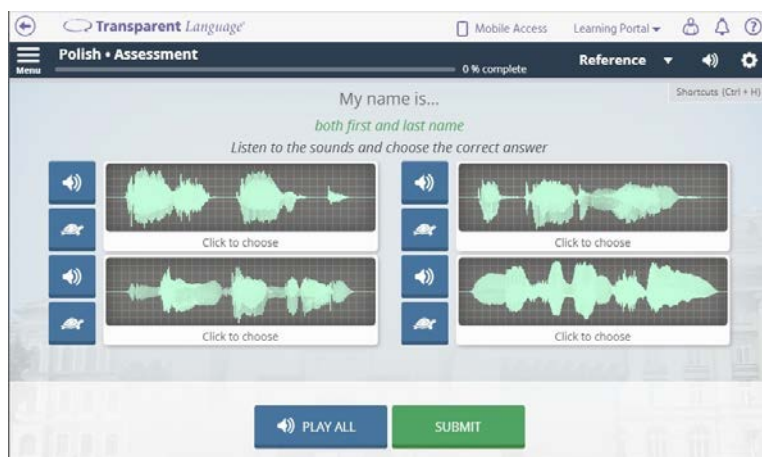 Transparent Language
Mobile Access
Learning Portal
Menu
Polish • Assessment
0 % complete
Reference
Shortcuts (Ctrl + H)
My name is...
both first and last name
Listen to the sounds and choose the correct answer
Click to choose
Click to choose
Click to choose
Click to choose
PLAY ALL
SUBMIT